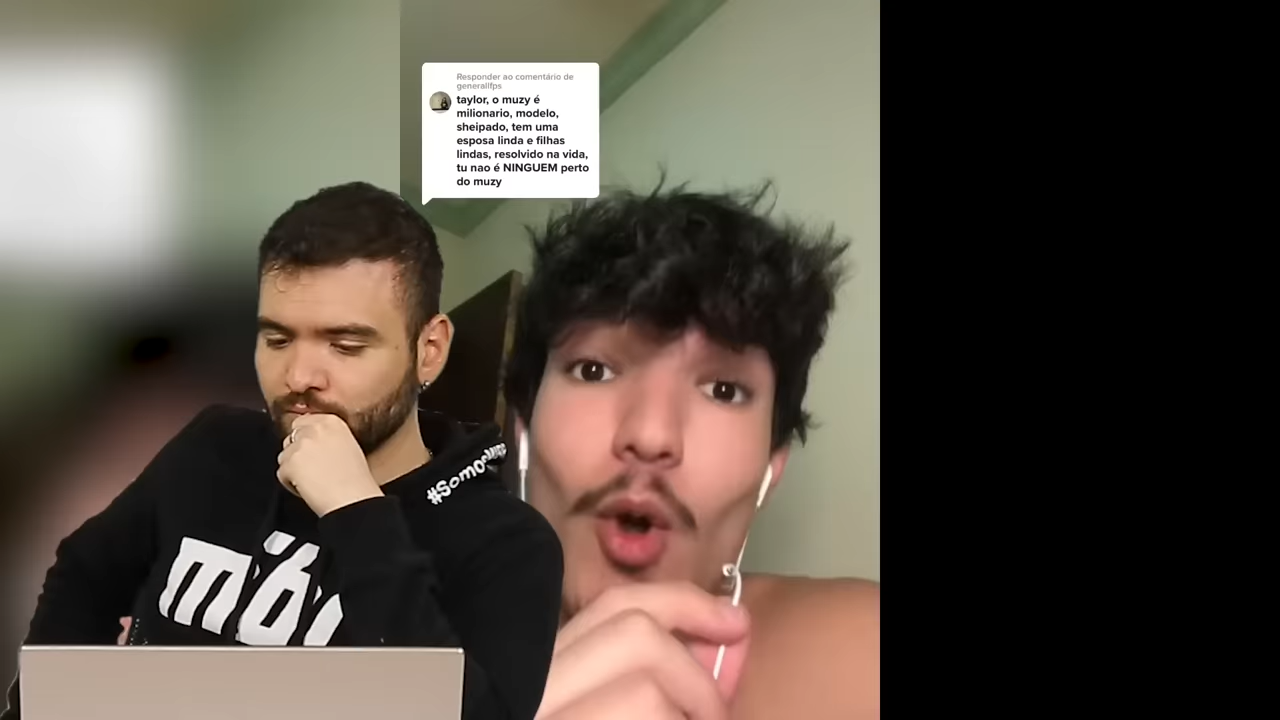 Responder ao comentário de
generallfps
taylor, o muzy é
milionario, modelo,
sheipado, tem uma
esposa linda e filhas
lindas, resolvido na vida,
tu nao é NINGUEM perto
do muzy